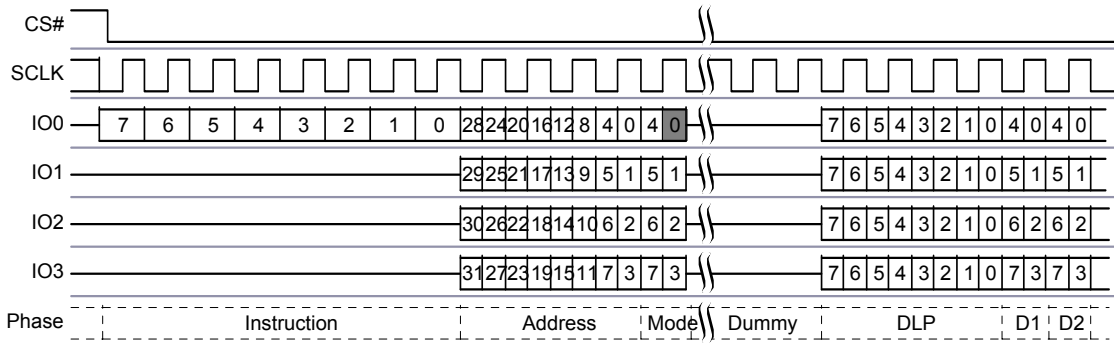 CS#
SCLK
IO0 7 6 5 4 3 2 1 0 28 24 20 16 12 8 4 0 4 0 7 6 5 4 3 2 1 0 4 0 4 0
IO1 29 25 21 17 13 9 5 1 5 1 7 6 5 4 3 2 1 0 5 1 5 1
IO2 30 26 22 18 14 10 6 2 6 2 7 6 5 4 3 2 1 0 6 2 6 2
IO3 31 27 23 19 15 11 7 3 7 3 7 6 5 4 3 2 1 0 7 3 7 3
Phase Instruction Address Mode Dummy DLP D1 D2